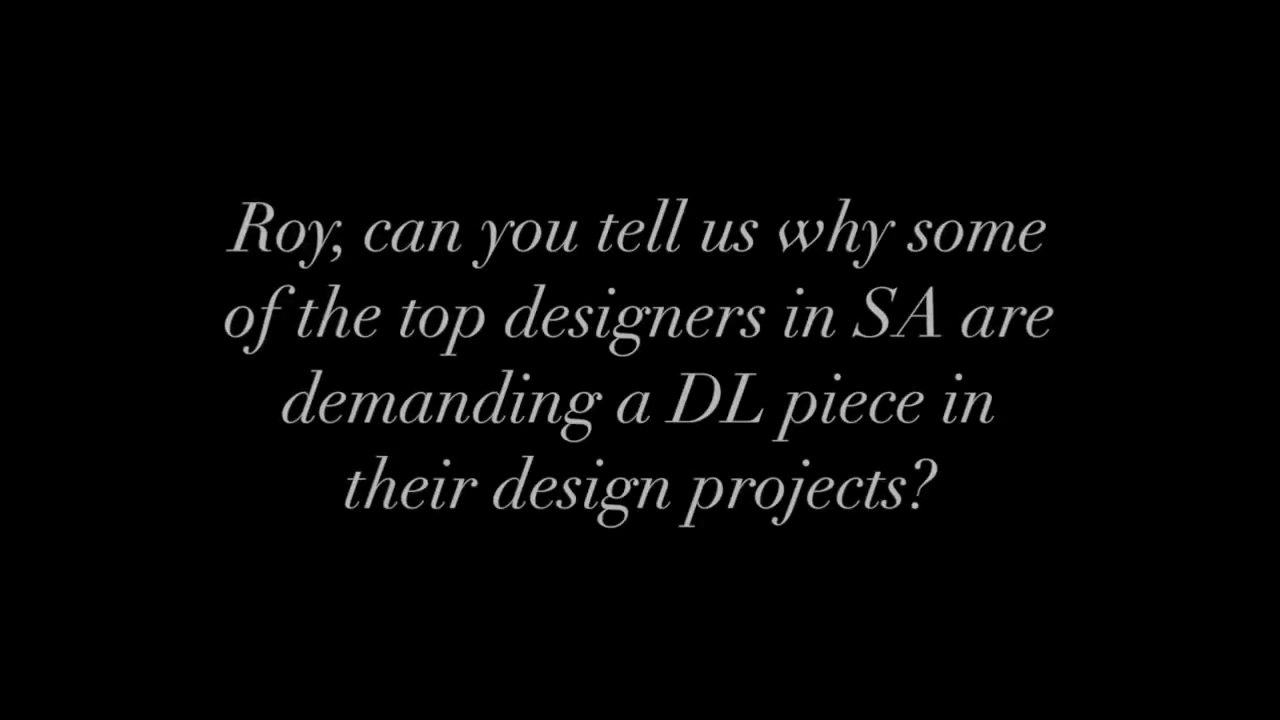 Roy, can you tell us why some
of the top designers in SA are
demanding a DL piece in
their design projects?